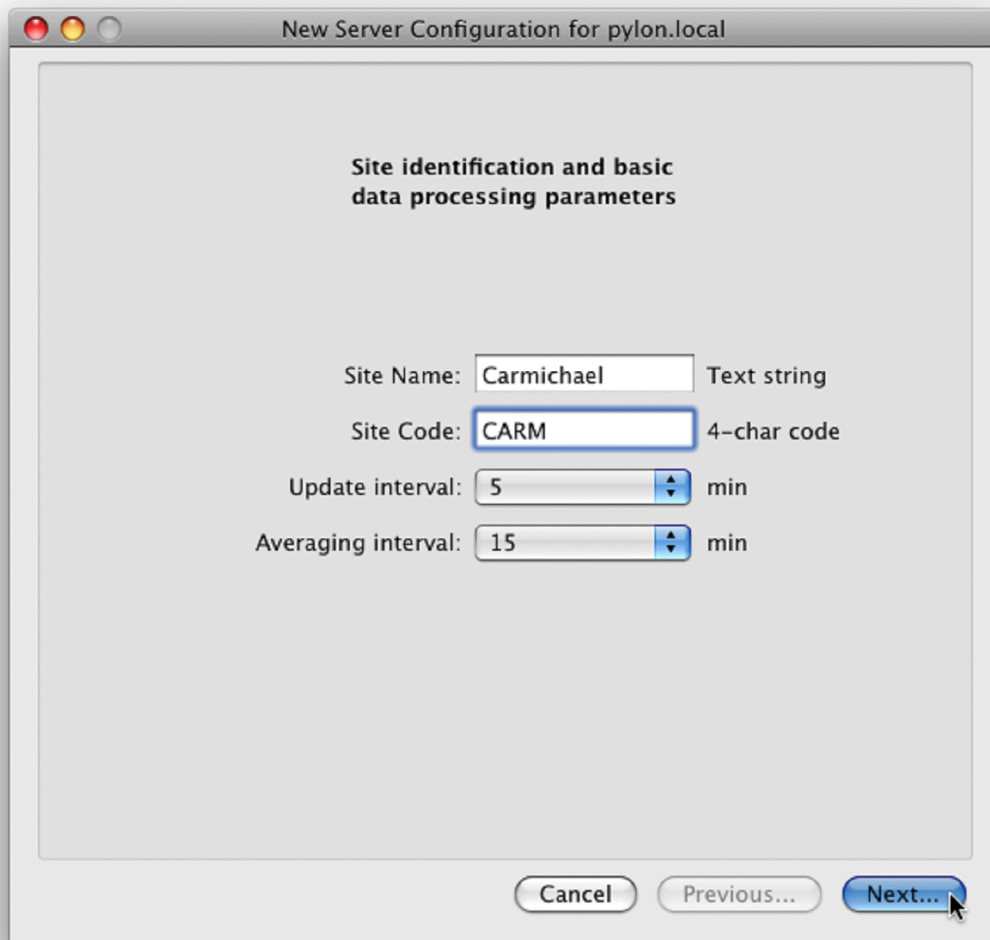 New Server Configuration for pylon.local
Site identification and basic
data processing parameters
Site Name: Carmichael Text string
Site Code: CARM 4-char code
Update interval: 5 min
Averaging interval: 15 min
Cancel Previous... Next...